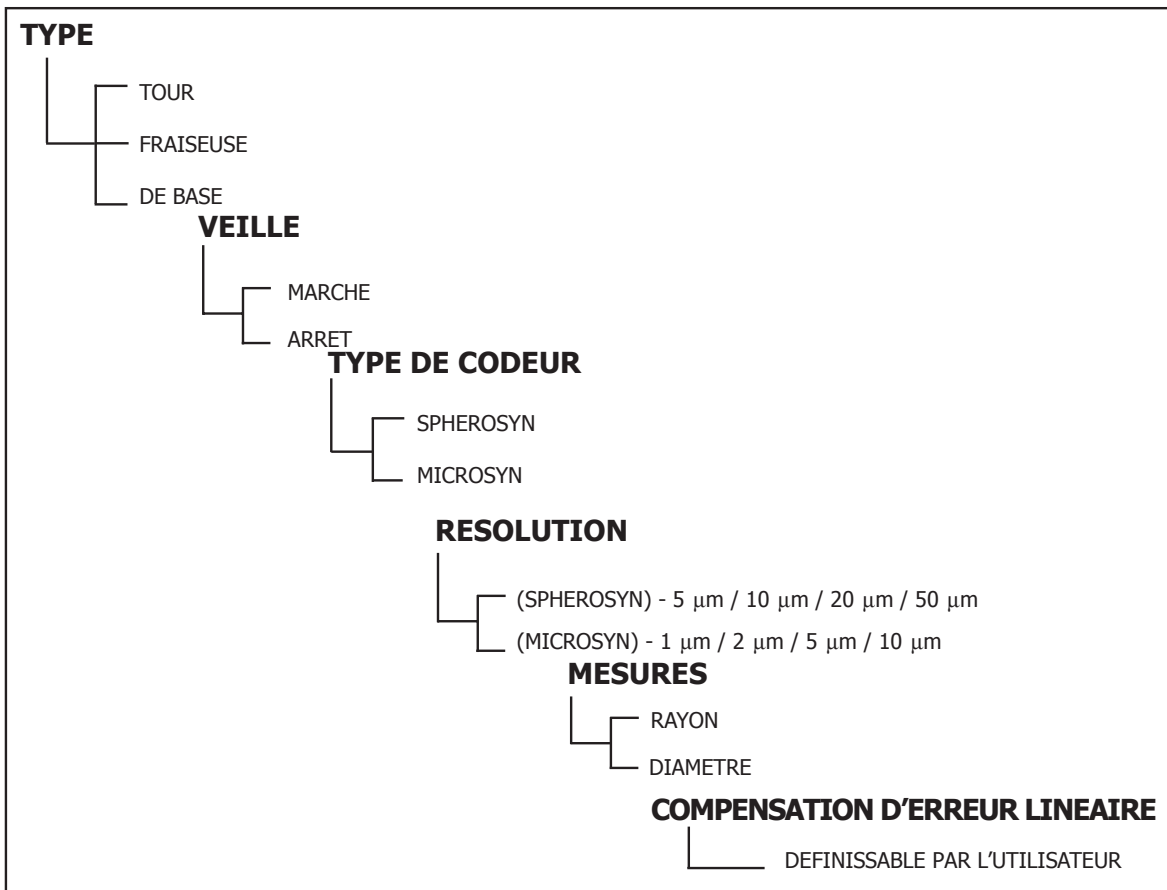 TYPE
TOUR
FRAISEUSE
DE BASE
VEILLE
MARCHE
ARRET
TYPE DE CODEUR
SPHEROSYN
MICROSYN
RESOLUTION
(SPHEROSYN) - 5 µm / 10 µm / 20 µm / 50 µm
(MICROSYN) - 1 µm / 2 µm / 5 µm / 10 µm
MESURES
RAYON
DIAMETRE
COMPENSATION D’ERREUR LINEAIRE
DEFINISSABLE PAR L’UTILISATEUR